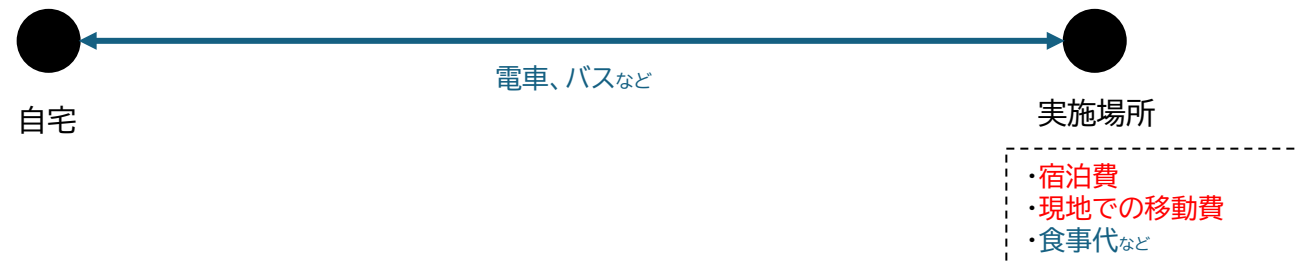 電車、バスなど
自宅
実施場所
・宿泊費
・現地での移動費
・食事代など